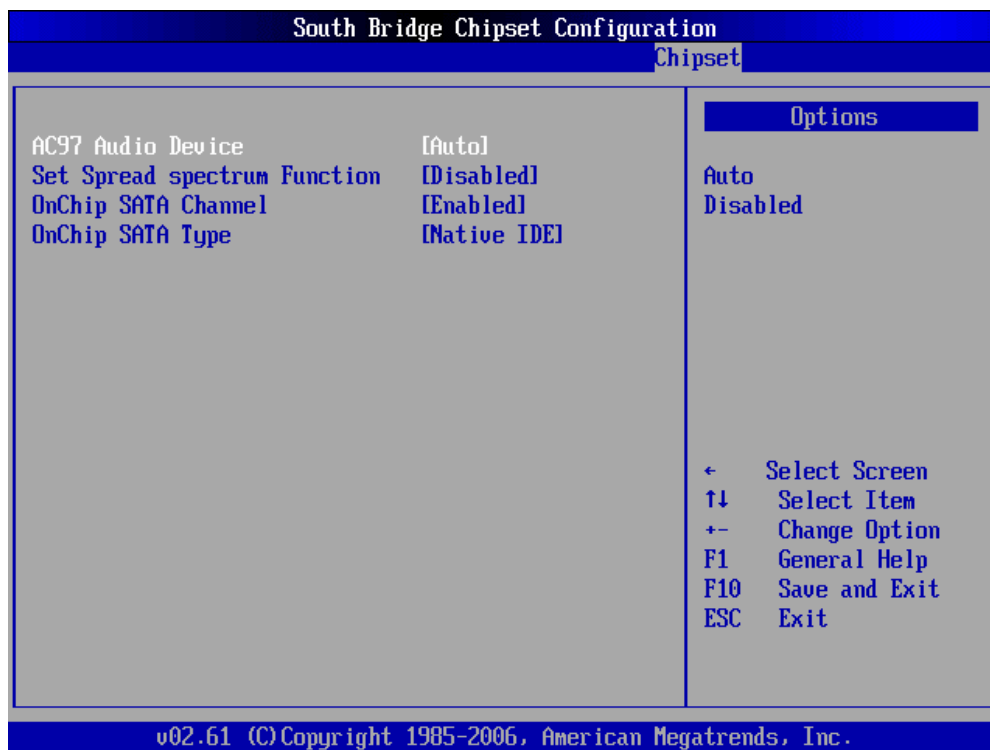 South Bridge Chipset Configuration
Chipset
AC97 Audio Device [Auto]
Set Spread spectrum Function [Disabled]
OnChip SATA Channel [Enabled]
OnChip SATA Type [Native IDE]
Options
Auto
Disabled
← Select Screen
↑↓ Select Item
+- Change Option
F1 General Help
F10 Save and Exit
ESC Exit
v02.61 (C)Copyright 1985-2006, American Megatrends, Inc.